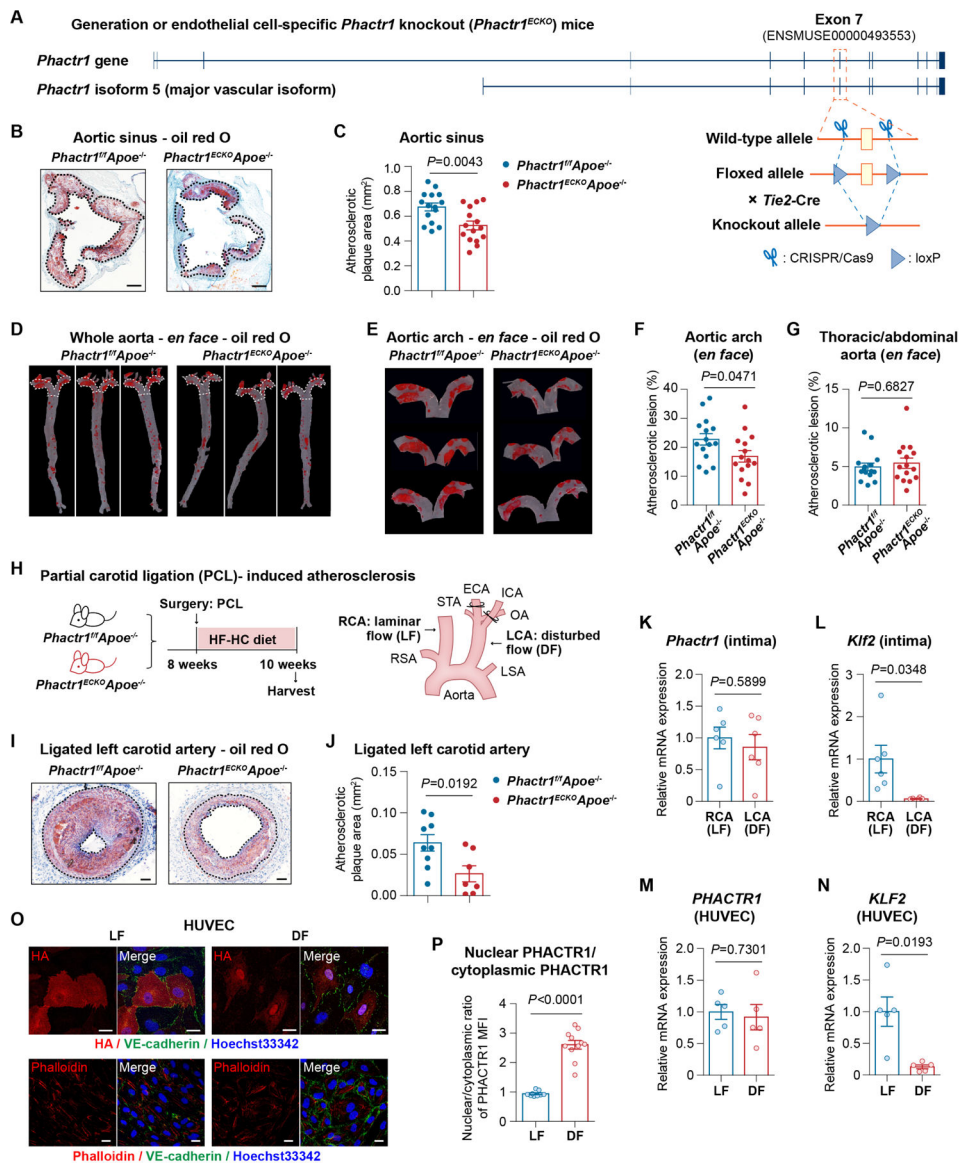 A
Generation or endothelial cell-specific Phactr1 knockout (Phactr1ECKO) mice
Exon 7
(ENSMUSE00000493553)
Phactr1 gene
Phactr1 isoform 5 (major vascular isoform)
Wild-type allele
Floxed allele
× Tie2-Cre
Knockout allele
: CRISPR/Cas9
: loxP
B
Aortic sinus - oil red O
Phactr1f/fApoe-/-
Phactr1ECKOApoe-/-
C
Aortic sinus
P=0.0043
Atherosclerotic
plaque area (mm²)
1.0
0.8
0.6
0.4
0.2
0.0
Phactr1f/fApoe-/-
Phactr1ECKOApoe-/-
D
Whole aorta - en face - oil red O
Phactr1f/fApoe-/-
Phactr1ECKOApoe-/-
E
Aortic arch - en face - oil red O
Phactr1f/fApoe-/-
Phactr1ECKOApoe-/-
F
Aortic arch
(en face)
P=0.0471
Atherosclerotic lesion (%)
50
40
30
20
10
0
Phactr1f/f
Apoe-/-
Phactr1ECKO
Apoe-/-
G
Thoracic/abdominal
aorta (en face)
P=0.6827
Atherosclerotic lesion (%)
15
10
5
0
Phactr1f/f
Apoe-/-
Phactr1ECKO
Apoe-/-
H
Partial carotid ligation (PCL)- induced atherosclerosis
Phactr1f/fApoe-/-
Phactr1ECKOApoe-/-
Surgery: PCL
HF-HC diet
8 weeks
10 weeks
Harvest
ECA
ICA
STA
OA
RCA: laminar
flow (LF)
LCA: disturbed
flow (DF)
RSA
LSA
Aorta
I
Ligated left carotid artery - oil red O
Phactr1f/fApoe-/-
Phactr1ECKOApoe-/-
J
Ligated left carotid artery
P=0.0192
Atherosclerotic
plaque area (mm²)
0.15
0.10
0.05
0.00
Phactr1f/fApoe-/-
Phactr1ECKOApoe-/-
K
Phactr1 (intima)
P=0.5899
Relative mRNA expression
2.0
1.5
1.0
0.5
0.0
RCA
(LF)
LCA
(DF)
L
Klf2 (intima)
P=0.0348
Relative mRNA expression
3
2
1
0
RCA
(LF)
LCA
(DF)
M
PHACTR1
(HUVEC)
P=0.7301
Relative mRNA expression
2.0
1.5
1.0
0.5
0.0
LF
DF
N
KLF2
(HUVEC)
P=0.0193
Relative mRNA expression
2.0
1.5
1.0
0.5
0.0
LF
DF
O
HUVEC
LF
DF
HA
Merge
HA
Merge
HA / VE-cadherin / Hoechst33342
Phalloidin
Merge
Phalloidin
Merge
Phalloidin / VE-cadherin / Hoechst33342
P
Nuclear PHACTR1/
cytoplasmic PHACTR1
P<0.0001
Nuclear/cytoplasmic ratio
of PHACTR1 MFI
4
3
2
1
0
LF
DF